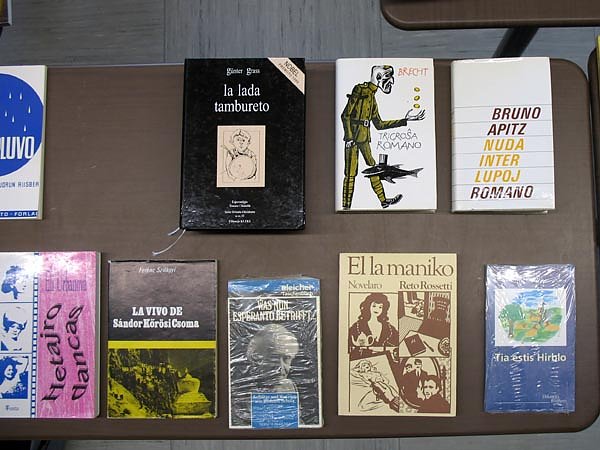 LUVO
günter grass
NOBEL
la lada
tambureto
BRECHT
TRIGROŜA
ROMANO
BRUNO
APITZ
NUDA
INTER
LUPOJ
ROMANO
Eli Urbanová
Hetajro
dancas
Ferenc Szilágyi
LA VIVO DE
Sándor Kőrösi Csoma
Bleicher
Taschenbuch
WAS NUN
ESPERANTO BETRIFFT
El la maniko
Novelaro Reto Rossetti
Tia estis Hirblo